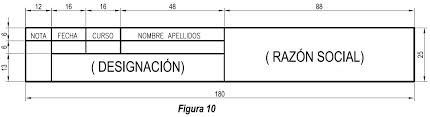 12 16 16 48 88
6 NOTA FECHA CURSO NOMBRE APELLIDOS
6
13 (DESIGNACIÓN) (RAZÓN SOCIAL) 25
180
Figura 10